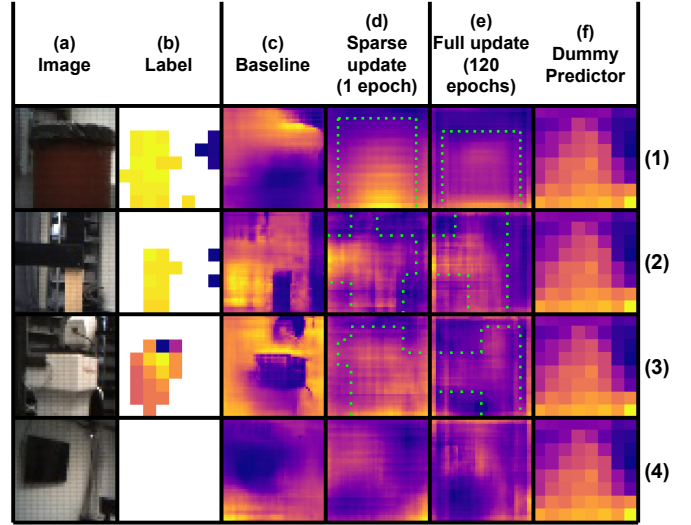 (a)
Image
(b)
Label
(c)
Baseline
(d)
Sparse
update
(1 epoch)
(e)
Full update
(120
epochs)
(f)
Dummy
Predictor
(1)
(2)
(3)
(4)